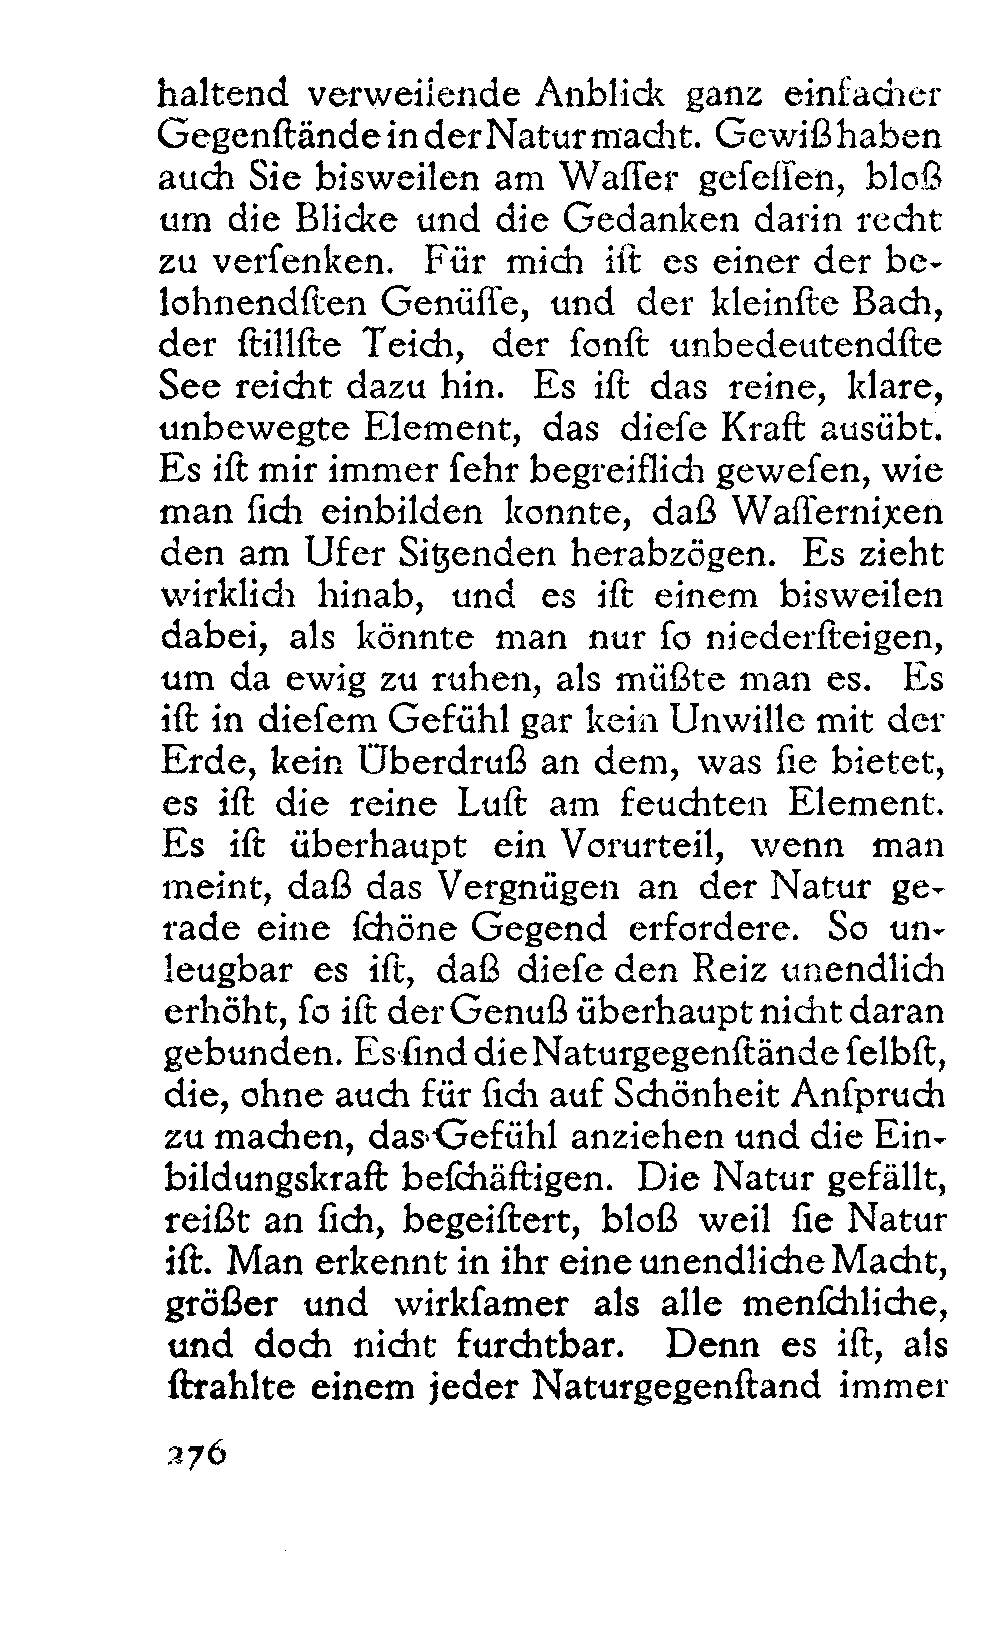 haltend verweilende Anblick ganz einfacher
Gegenſtände in der Natur macht. Gewiß haben
auch Sie bisweilen am Waſſer geſeſſen, bloß
um die Blicke und die Gedanken darin recht
zu verſenken. Für mich iſt es einer der be-
lohnendſten Genüſſe, und der kleinſte Bach,
der ſtillſte Teich, der ſonſt unbedeutendſte
See reicht dazu hin. Es iſt das reine, klare,
unbewegte Element, das dieſe Kraft ausübt.
Es iſt mir immer ſehr begreiflich geweſen, wie
man ſich einbilden konnte, daß Waſſernixen
den am Ufer Sitzenden herabzögen. Es zieht
wirklich hinab, und es iſt einem bisweilen
dabei, als könnte man nur ſo niederſteigen,
um da ewig zu ruhen, als müßte man es. Es
iſt in dieſem Gefühl gar kein Unwille mit der
Erde, kein Überdruß an dem, was ſie bietet,
es iſt die reine Luſt am feuchten Element.
Es iſt überhaupt ein Vorurteil, wenn man
meint, daß das Vergnügen an der Natur ge-
rade eine ſchöne Gegend erfordere. So un-
leugbar es iſt, daß dieſe den Reiz unendlich
erhöht, ſo iſt der Genuß überhaupt nicht daran
gebunden. Es ſind die Naturgegenſtände ſelbſt,
die, ohne auch für ſich auf Schönheit Anſpruch
zu machen, das Gefühl anziehen und die Ein-
bildungskraft beſchäftigen. Die Natur gefällt,
reißt an ſich, begeiſtert, bloß weil ſie Natur
iſt. Man erkennt in ihr eine unendliche Macht,
größer und wirkſamer als alle menſchliche,
und doch nicht furchtbar. Denn es iſt, als
ſtrahlte einem jeder Naturgegenſtand immer
276